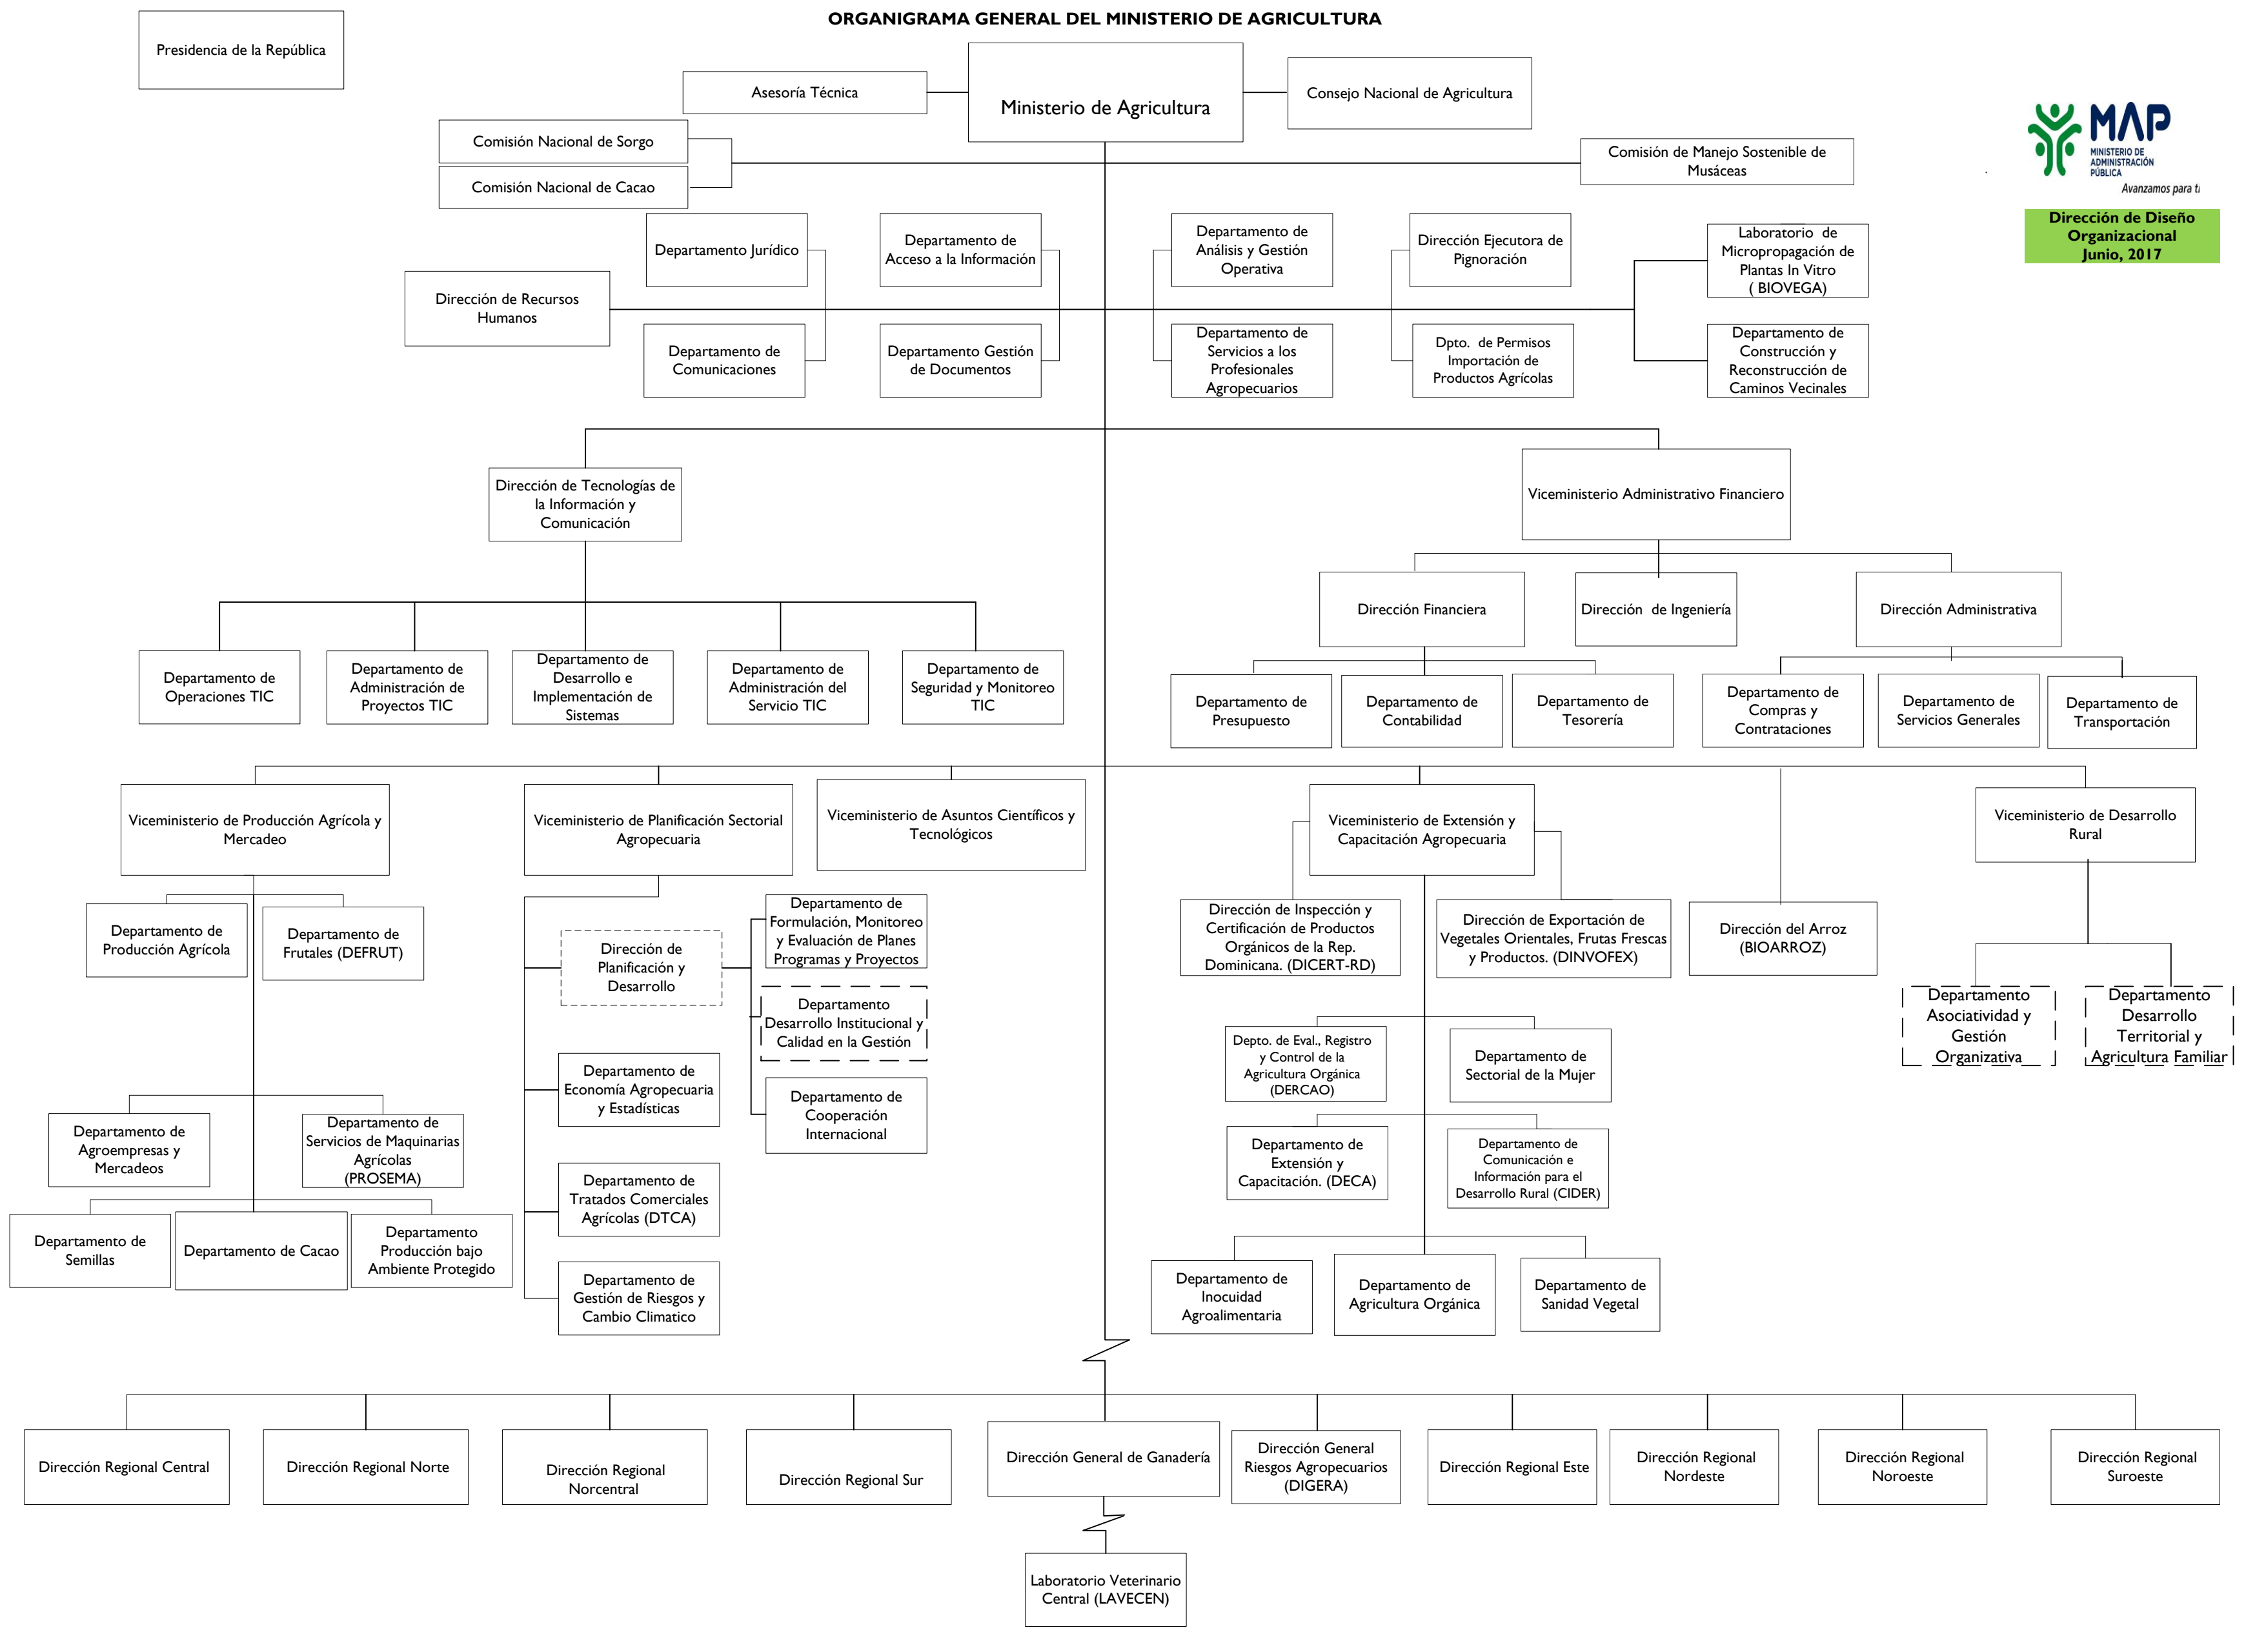 ORGANIGRAMA GENERAL DEL MINISTERIO DE AGRICULTURA
Presidencia de la República
Asesoría Técnica
Ministerio de Agricultura
Consejo Nacional de Agricultura
MAP
MINISTERIO DE
ADMINISTRACIÓN
PÚBLICA
Avanzamos para ti
Dirección de Diseño
Organizacional
Junio, 2017
Comisión Nacional de Sorgo
Comisión Nacional de Cacao
Comisión de Manejo Sostenible de
Musáceas
Departamento Jurídico
Departamento de
Acceso a la Información
Departamento de
Análisis y Gestión
Operativa
Dirección Ejecutora de
Pignoración
Laboratorio de
Micropropagación de
Plantas In Vitro
( BIOVEGA)
Dirección de Recursos
Humanos
Departamento de
Comunicaciones
Departamento Gestión
de Documentos
Departamento de
Servicios a los
Profesionales
Agropecuarios
Dpto. de Permisos
Importación de
Productos Agrícolas
Departamento de
Construcción y
Reconstrucción de
Caminos Vecinales
Dirección de Tecnologías de
la Información y
Comunicación
Viceministerio Administrativo Financiero
Dirección Financiera
Dirección de Ingeniería
Dirección Administrativa
Departamento de
Operaciones TIC
Departamento de
Administración de
Proyectos TIC
Departamento de
Desarrollo e
Implementación de
Sistemas
Departamento de
Administración del
Servicio TIC
Departamento de
Seguridad y Monitoreo
TIC
Departamento de
Presupuesto
Departamento de
Contabilidad
Departamento de
Tesorería
Departamento de
Compras y
Contrataciones
Departamento de
Servicios Generales
Departamento de
Transportación
Viceministerio de Producción Agrícola y
Mercadeo
Viceministerio de Planificación Sectorial
Agropecuaria
Viceministerio de Asuntos Científicos y
Tecnológicos
Viceministerio de Extensión y
Capacitación Agropecuaria
Viceministerio de Desarrollo
Rural
Departamento de
Producción Agrícola
Departamento de
Frutales (DEFRUT)
Dirección de
Planificación y
Desarrollo
Departamento de
Formulación, Monitoreo
y Evaluación de Planes
Programas y Proyectos
Departamento
Desarrollo Institucional y
Calidad en la Gestión
Departamento de
Cooperación
Internacional
Dirección de Inspección y
Certificación de Productos
Orgánicos de la Rep.
Dominicana. (DICERT-RD)
Dirección de Exportación de
Vegetales Orientales, Frutas Frescas
y Productos. (DINVOFEX)
Dirección del Arroz
(BIOARROZ)
Departamento
Asociatividad y
Gestión
Organizativa
Departamento
Desarrollo
Territorial y
Agricultura Familiar
Departamento de
Economía Agropecuaria
y Estadísticas
Depto. de Eval., Registro
y Control de la
Agricultura Orgánica
(DERCAO)
Departamento de
Sectorial de la Mujer
Departamento de
Agroempresas y
Mercadeos
Departamento de
Servicios de Maquinarias
Agrícolas
(PROSEMA)
Departamento de
Tratados Comerciales
Agrícolas (DTCA)
Departamento de
Extensión y
Capacitación. (DECA)
Departamento de
Comunicación e
Información para el
Desarrollo Rural (CIDER)
Departamento de
Semillas
Departamento de Cacao
Departamento
Producción bajo
Ambiente Protegido
Departamento de
Gestión de Riesgos y
Cambio Climatico
Departamento de
Inocuidad
Agroalimentaria
Departamento de
Agricultura Orgánica
Departamento de
Sanidad Vegetal
Dirección Regional Central
Dirección Regional Norte
Dirección Regional
Norcentral
Dirección Regional Sur
Dirección General de Ganadería
Dirección General
Riesgos Agropecuarios
(DIGERA)
Dirección Regional Este
Dirección Regional
Nordeste
Dirección Regional
Noroeste
Dirección Regional
Suroeste
Laboratorio Veterinario
Central (LAVECEN)